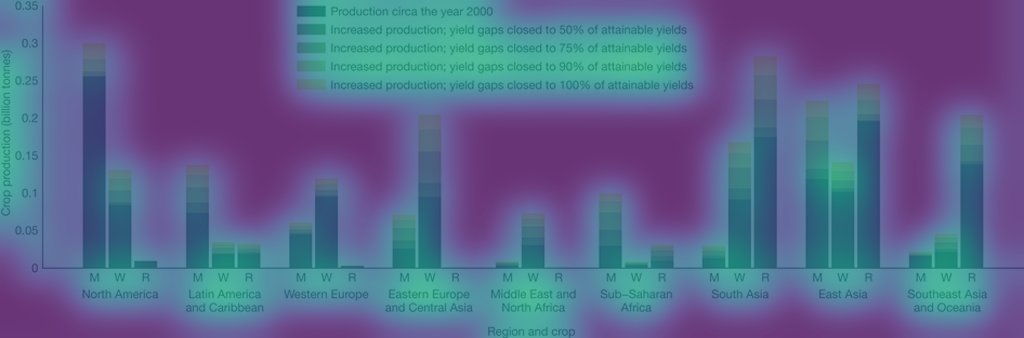 Production circa the year 2000
Increased production; yield gaps closed to 50% of attainable yields
Increased production; yield gaps closed to 75% of attainable yields
Increased production; yield gaps closed to 90% of attainable yields
Increased production; yield gaps closed to 100% of attainable yields
Crop production (billion tonnes)
0.35
0.3
0.25
0.2
0.15
0.1
0.05
0
M W R M W R M W R M W R M W R M W R M W R M W R M W R
North America
Latin America
and Caribbean
Western Europe
Eastern Europe
and Central Asia
Middle East and
North Africa
Sub–Saharan
Africa
South Asia
East Asia
Southeast Asia
and Oceania
Region and crop